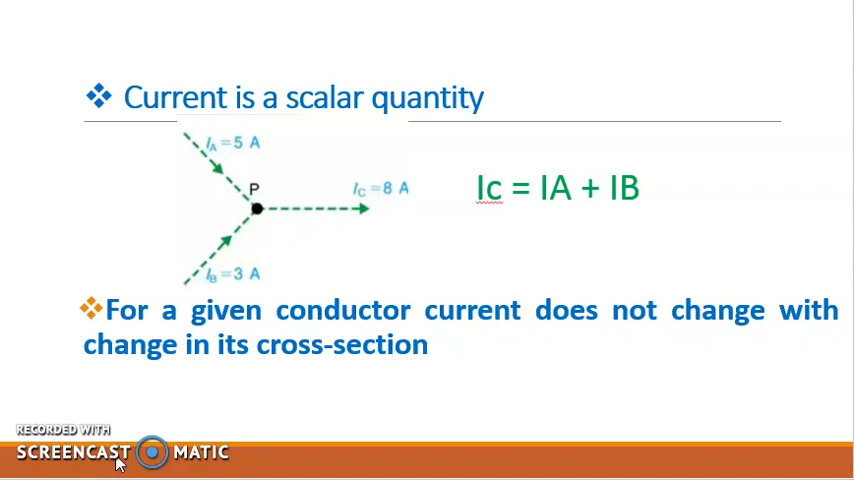 ❖ Current is a scalar quantity
I_A=5 A
P
I_C=8 A
Ic = IA + IB
I_B=3 A
❖For a given conductor current does not change with
change in its cross-section
RECORDED WITH
SCREENCAST MATIC